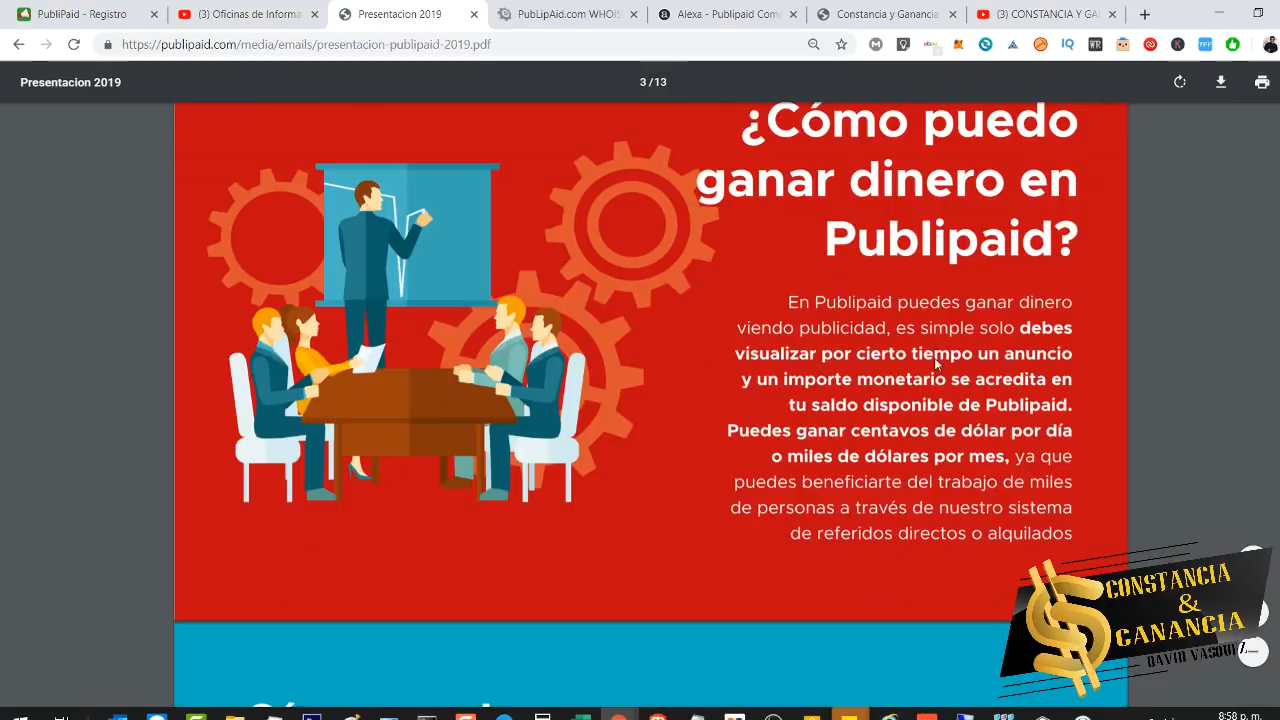 PubliPaid - Registro
(3) Oficinas de Informa
Presentacion 2019
PubLipAid.com WHOIS
Alexa - Publipaid Comp
Constancia y Ganancia
(3) CONSTANCIA Y GA
https://publipaid.com/media/emails/presentacion-publipaid_2019.pdf
Presentacion 2019
3 / 13
¿Cómo puedo
ganar dinero en
Publipaid?
En Publipaid puedes ganar dinero
viendo publicidad, es simple solo debes
visualizar por cierto tiempo un anuncio
y un importe monetario se acredita en
tu saldo disponible de Publipaid.
Puedes ganar centavos de dólar por día
o miles de dólares por mes, ya que
puedes beneficiarte del trabajo de miles
de personas a través de nuestro sistema
de referidos directos o alquilados
CONSTANCIA
&
GANANCIA
DAVID VASQUEZ
8:58 p. m.